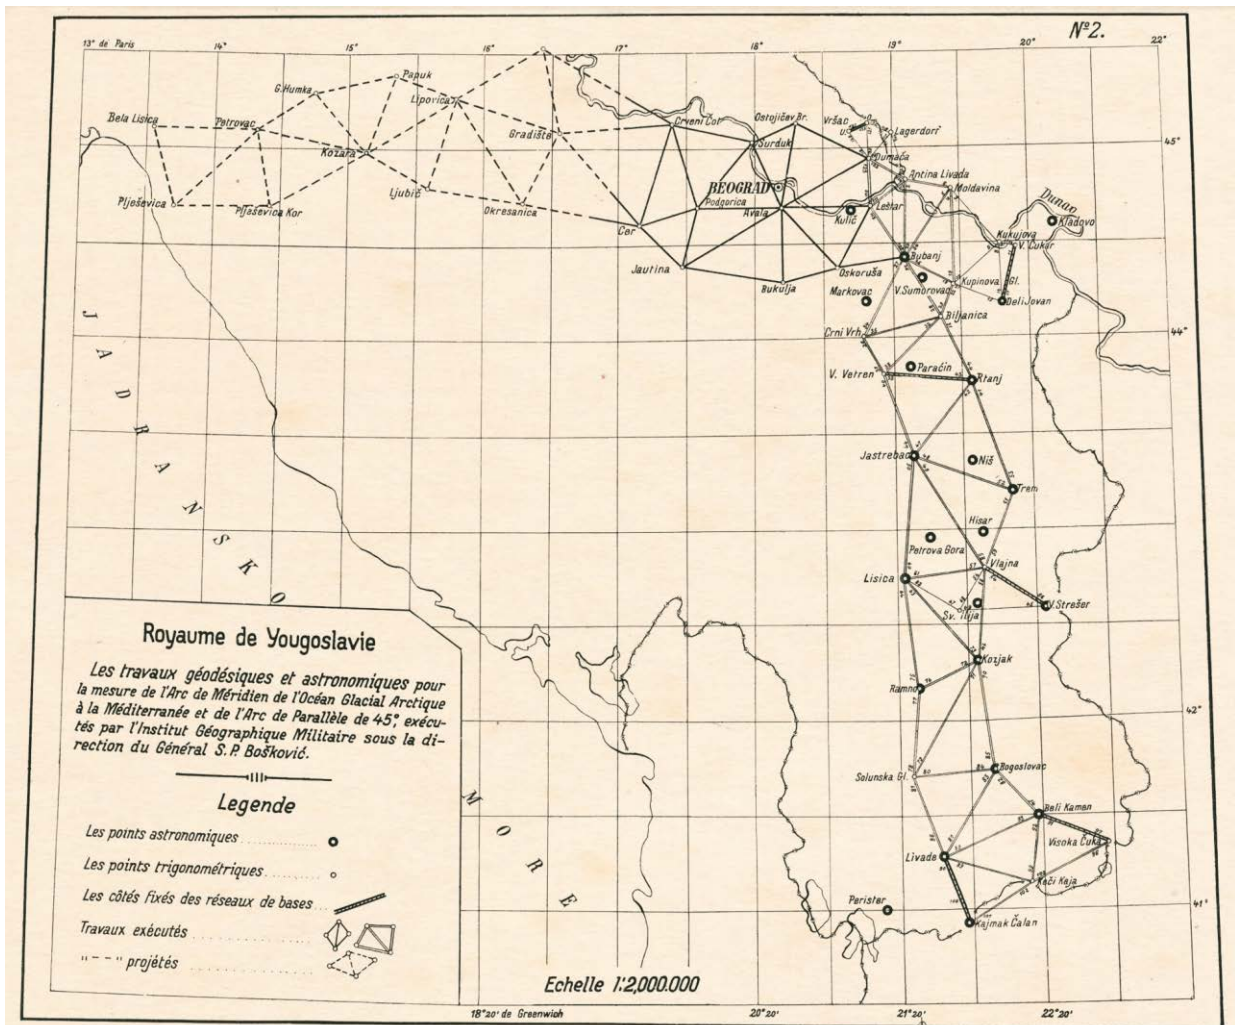 Nº2.
13° de Paris 14° 15° 16° 17° 18° 19° 20° 21° 22°
Papuk
G. Humka
Lipovica
Bela Lisica
Petrovac
Gradište
Crveni Čot
Ostojićev Br.
Vršac
Lagerdorf
Surduk
45°
Kozara
Dumača
Antina Livada
Moldavina
BEOGRAD
Ljubić
Plješevica
Plješevica Kor
Okresanica
Podgorica
Avala
Kulič
Leštar
Dunav
Kladovo
Cer
Kukujova
V. Čukar
Jautina
Oskoruša
Bubanj
Bukulja
Markovac
V. Sumorovac
Kupinova Gl.
Deli Jovan
Biljanica
Crni Vrh
44°
V. Vetren
Paraćin
Rtanj
JADRANSKO
Jastrebac
Niš
Trem
Hisar
Petrova Gora
Vlajna
Lisica
Sv. Ilija
V. Strešer
Kozjak
Ramno
42°
Solunska Gl.
Bogoslovac
Beli Kamen
Visoka Čuka
Livade
Keči Kaja
MORE
Perister
Kajmak Čalan
41°
Royaume de Yougoslavie
Les travaux géodésiques et astronomiques pour
la mesure de l'Arc de Méridien de l'Océan Glacial Arctique
à la Méditerranée et de l'Arc de Parallèle de 45°, exécu-
tés par l'Institut Géographique Militaire sous la di-
rection du Général S. P. Bošković.
Legende
Les points astronomiques
Les points trigonométriques
Les côtés fixés des réseaux de bases
Travaux exécutés
" -- " projétés
Echelle 1:2,000.000
18°20' de Greenwich 20°20' 21°20' 22°20'